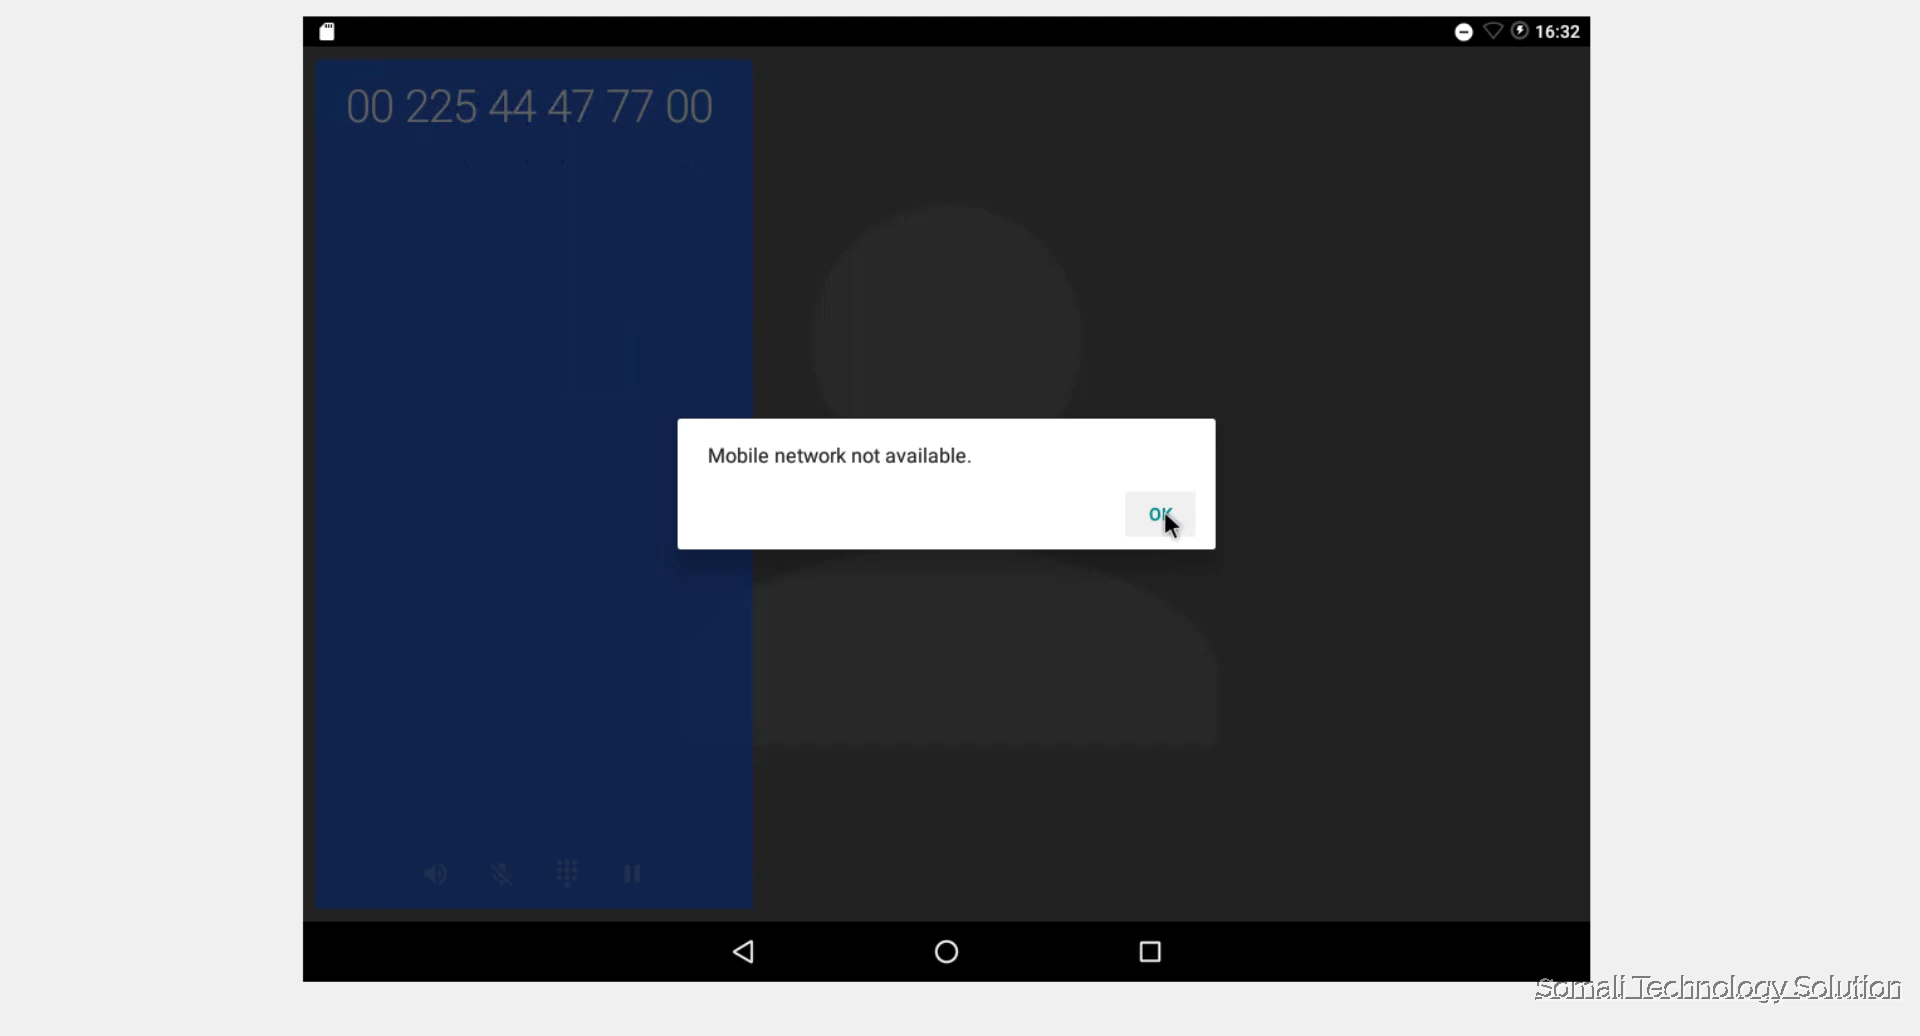 16:32
00 225 44 47 77 00
Mobile network not available.
OK
Somali Technology Solution